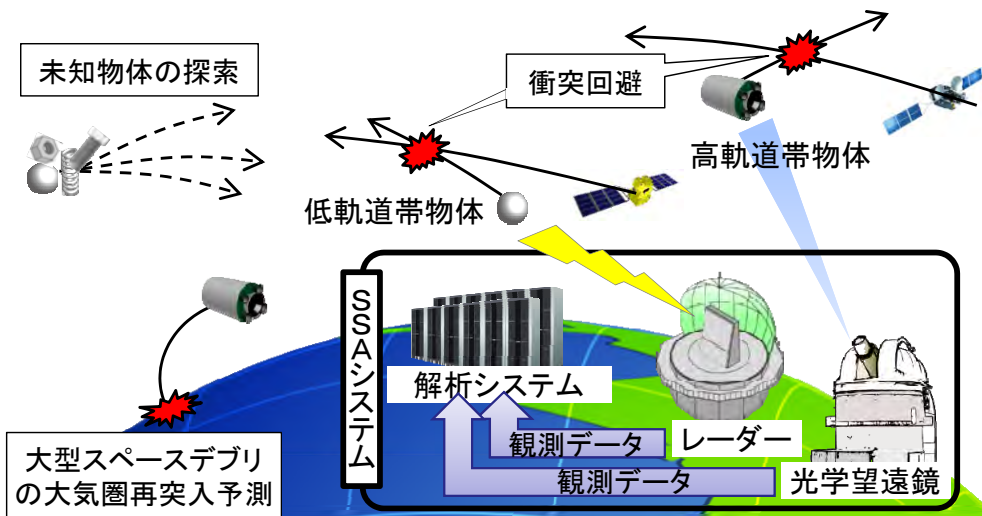 未知物体の探索
衝突回避
高軌道帯物体
低軌道帯物体
SSAシステム
解析システム
観測データ
レーダー
観測データ
光学望遠鏡
大型スペースデブリ
の大気圏再突入予測